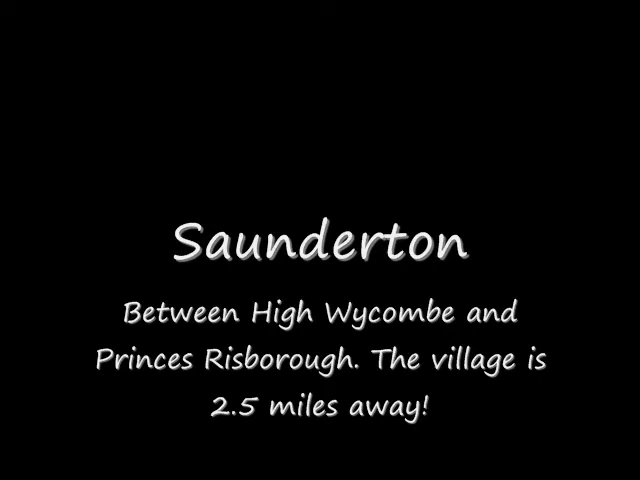 Saunderton
Between High Wycombe and
Princes Risborough. The village is
2.5 miles away!